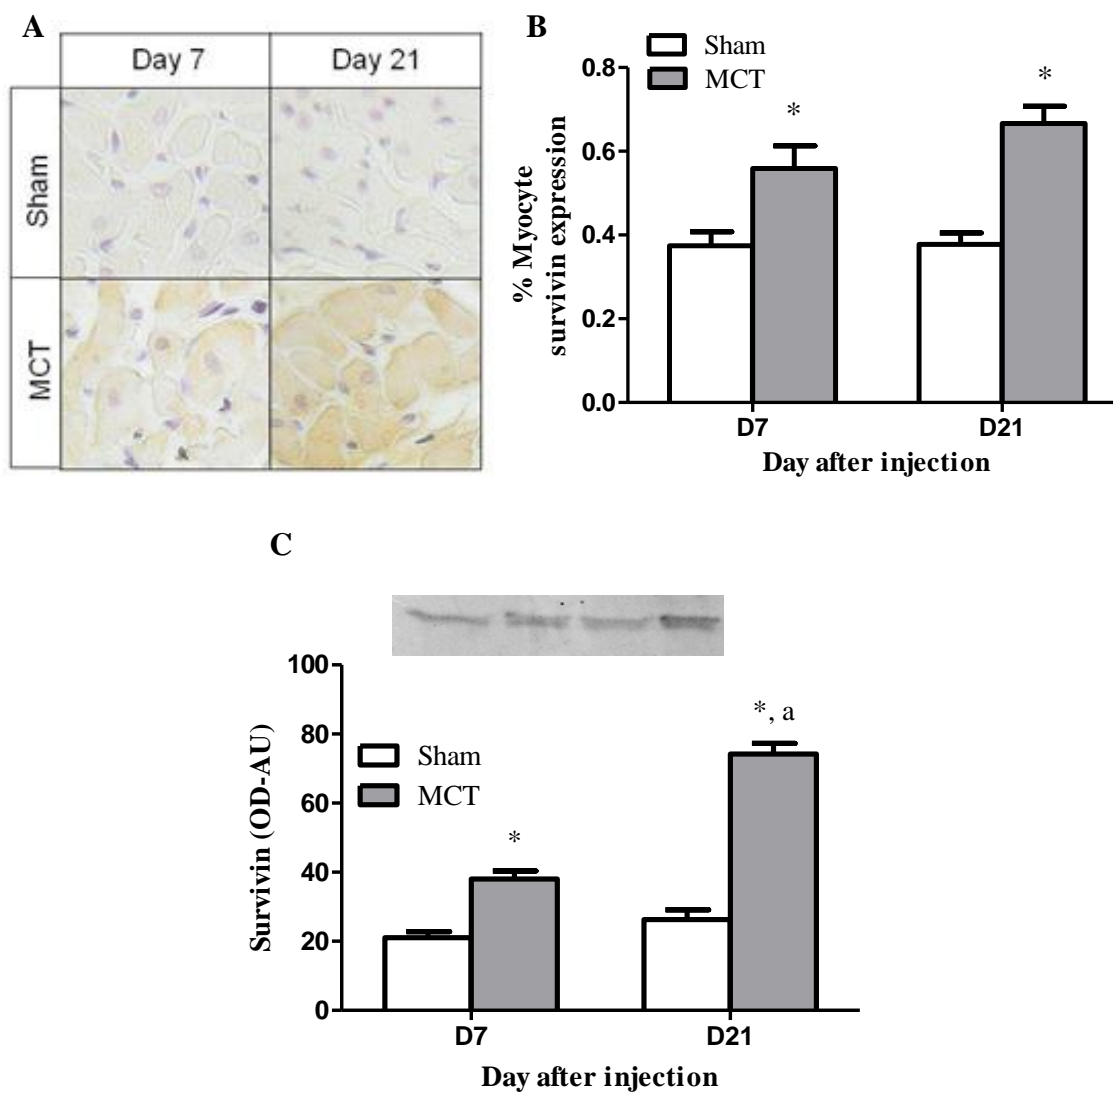 A
Day 7 Day 21
Sham
MCT
B
Sham
MCT
% Myocyte
survivin expression
0.8
0.6
0.4
0.2
0.0
*
*
D7 D21
Day after injection
C
Survivin (OD-AU)
100
80
60
40
20
0
Sham
MCT
*
*, a
D7 D21
Day after injection